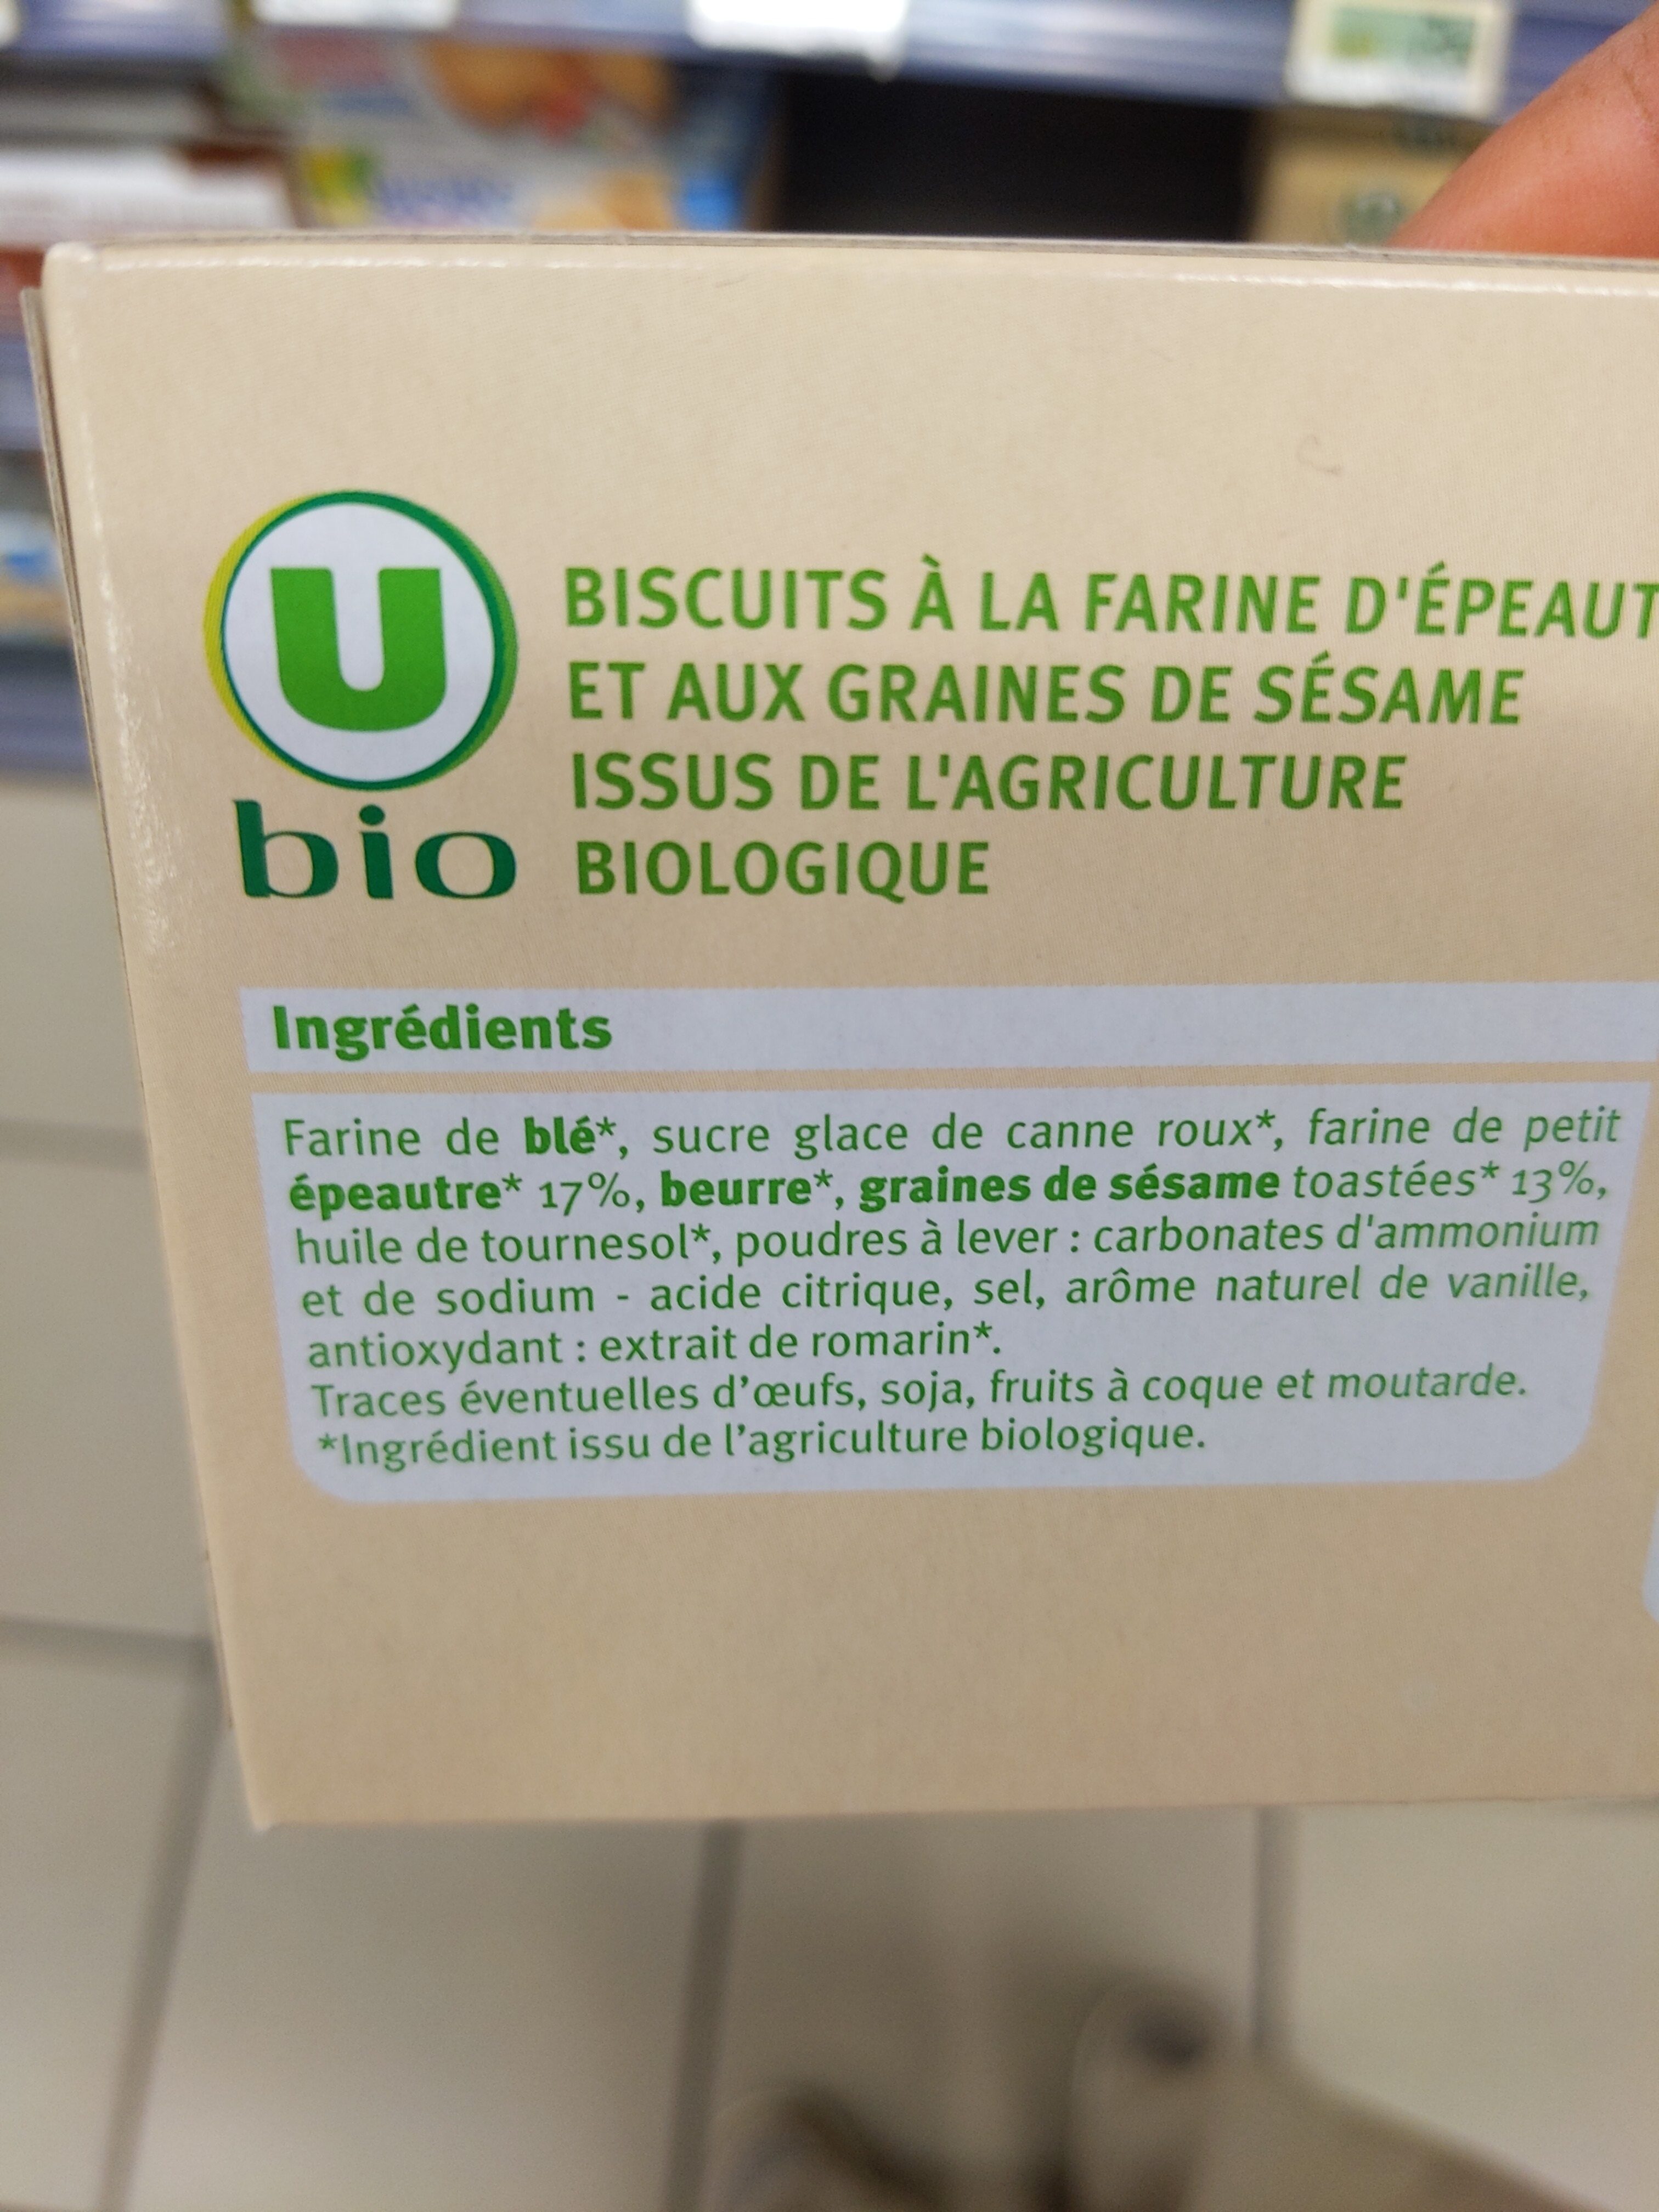 U
bio
BISCUITS À LA FARINE D'ÉPEAUT
ET AUX GRAINES DE SÉSAME
ISSUS DE L'AGRICULTURE
BIOLOGIQUE
Ingrédients
Farine de blé*, sucre glace de canne roux*, farine de petit
épeautre* 17%, beurre*, graines de sésame toastées* 13%,
huile de tournesol*, poudres à lever : carbonates d'ammonium
et de sodium - acide citrique, sel, arôme naturel de vanille,
antioxydant : extrait de romarin*.
Traces éventuelles d’œufs, soja, fruits à coque et moutarde.
*Ingrédient issu de l’agriculture biologique.